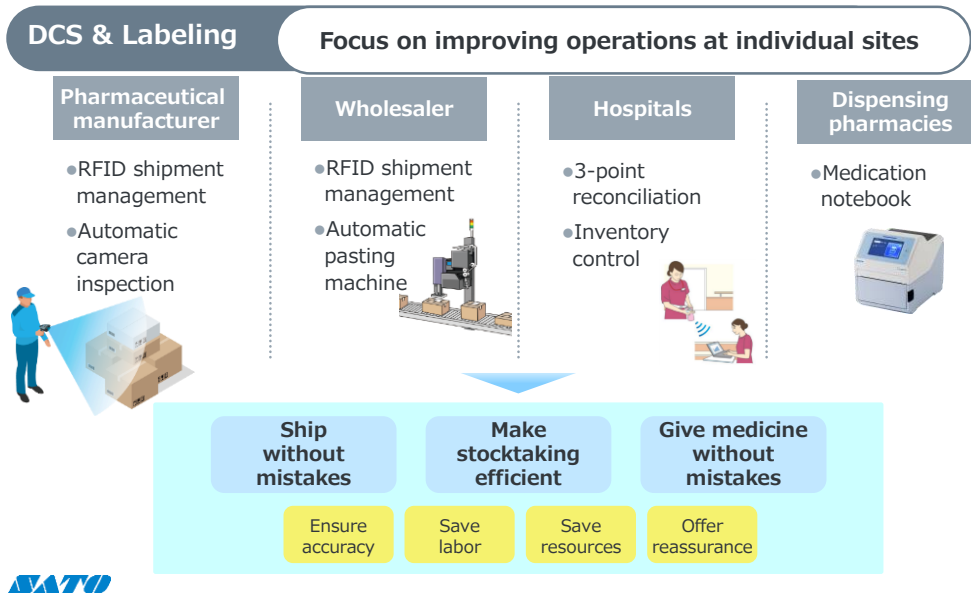 DCS & Labeling
Focus on improving operations at individual sites
Pharmaceutical
manufacturer
●RFID shipment
management
●Automatic
camera
inspection
Wholesaler
●RFID shipment
management
●Automatic
pasting
machine
Hospitals
●3-point
reconciliation
●Inventory
control
Dispensing
pharmacies
●Medication
notebook
Ship
without
mistakes
Make
stocktaking
efficient
Give medicine
without
mistakes
Ensure
accuracy
Save
labor
Save
resources
Offer
reassurance
SATO